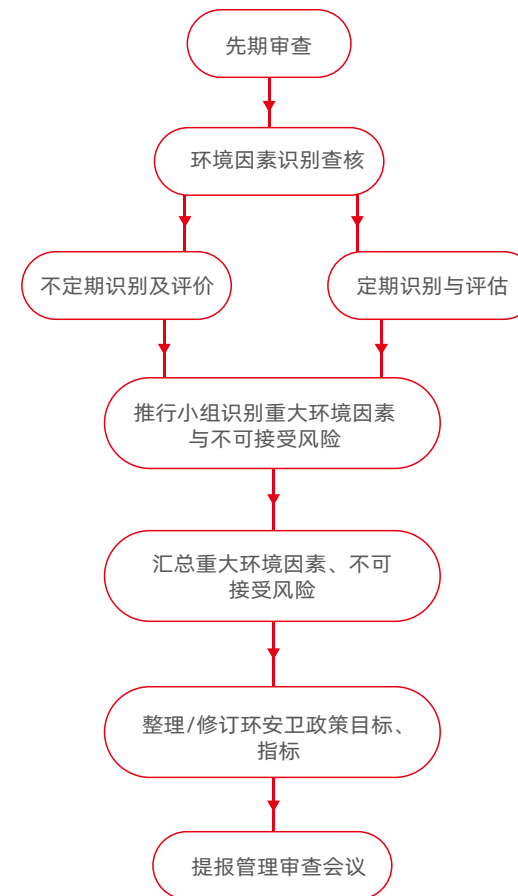 先期审查
环境因素识别查核
不定期识别及评价
定期识别与评估
推行小组识别重大环境因素
与不可接受风险
汇总重大环境因素、不可
接受风险
整理/修订环安卫政策目标、
指标
提报管理审查会议